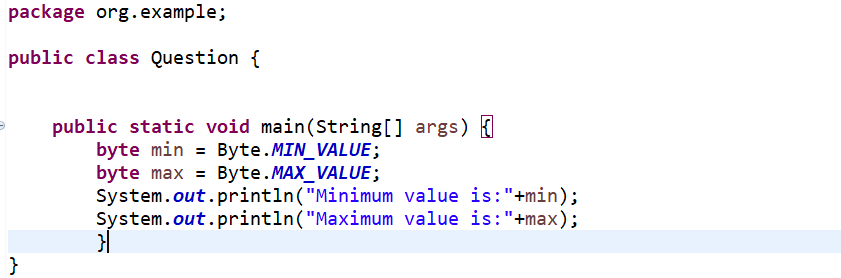 package org.example;
public class Question {
public static void main(String[] args) {
byte min = Byte.MIN_VALUE;
byte max = Byte.MAX_VALUE;
System.out.println("Minimum value is:"+min);
System.out.println("Maximum value is:"+max);
}
}